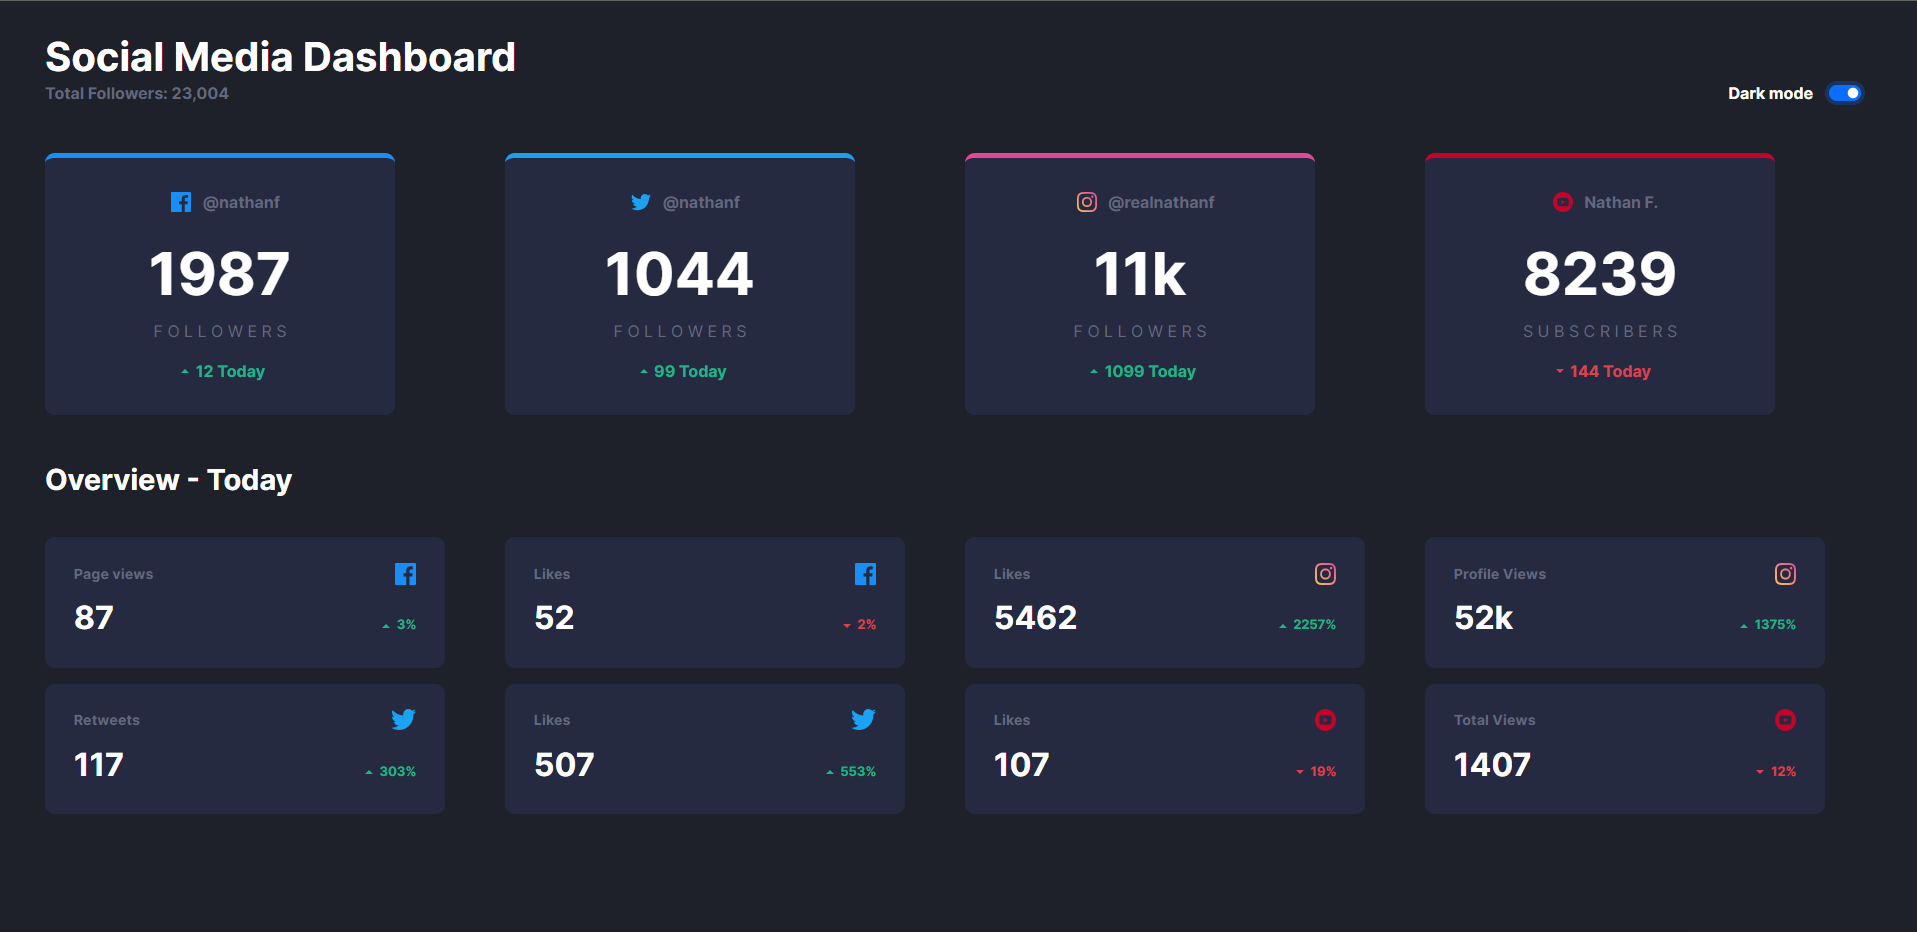 Social Media Dashboard
Total Followers: 23,004
Dark mode
@nathanf
1987
FOLLOWERS
12 Today
@nathanf
1044
FOLLOWERS
99 Today
@realnathanf
11k
FOLLOWERS
1099 Today
Nathan F.
8239
SUBSCRIBERS
144 Today
Overview - Today
Page views
87
3%
Likes
52
2%
Likes
5462
2257%
Profile Views
52k
1375%
Retweets
117
303%
Likes
507
553%
Likes
107
19%
Total Views
1407
12%